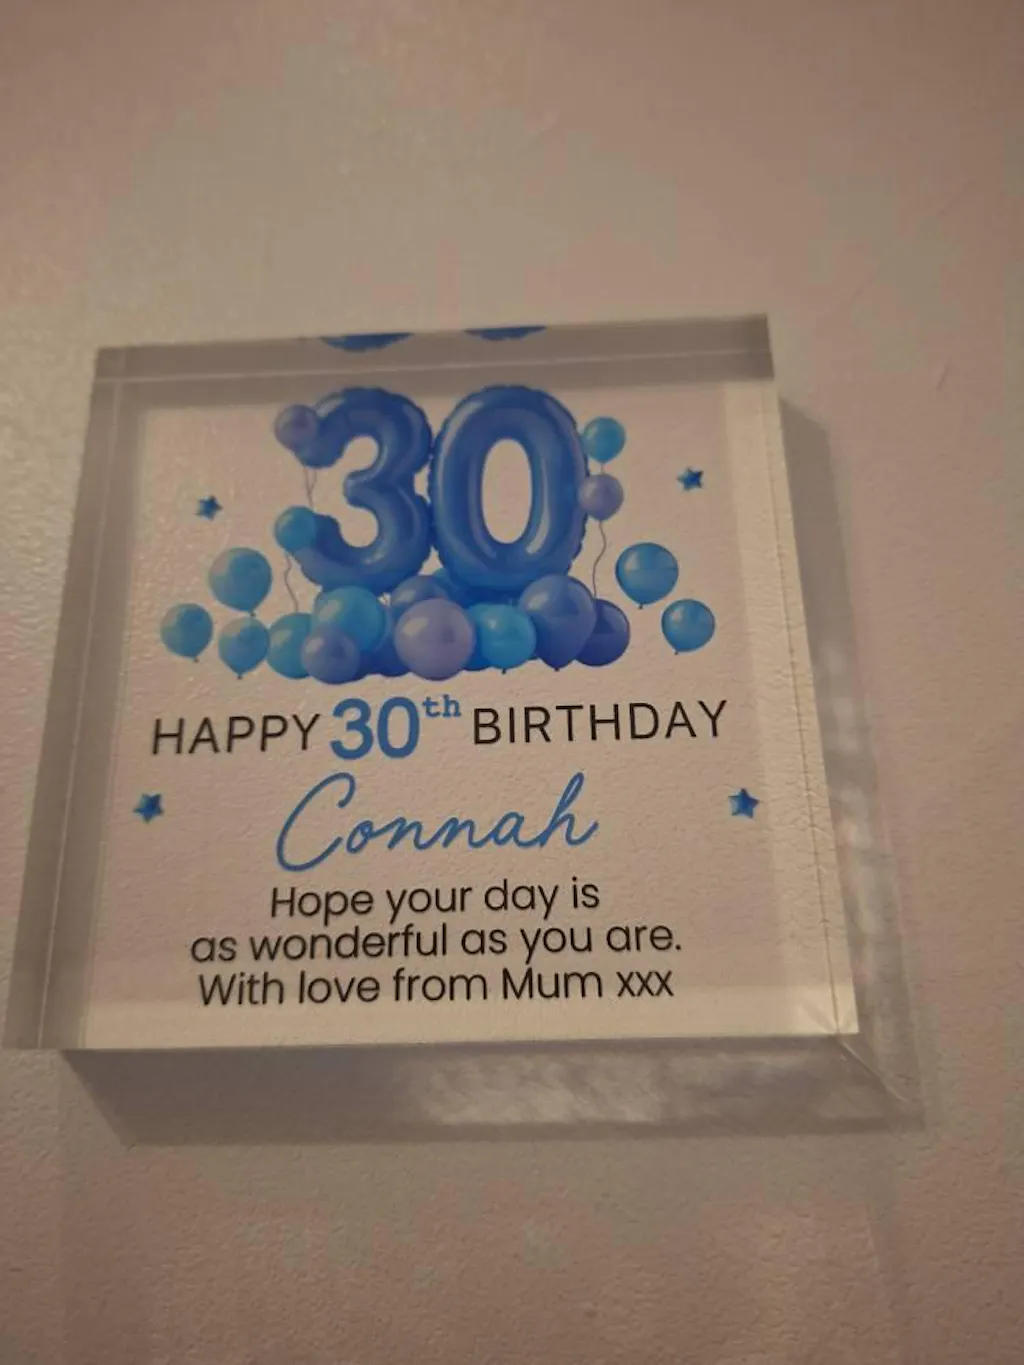 30
HAPPY 30th BIRTHDAY
Connah
Hope your day is
as wonderful as you are.
With love from Mum xxx